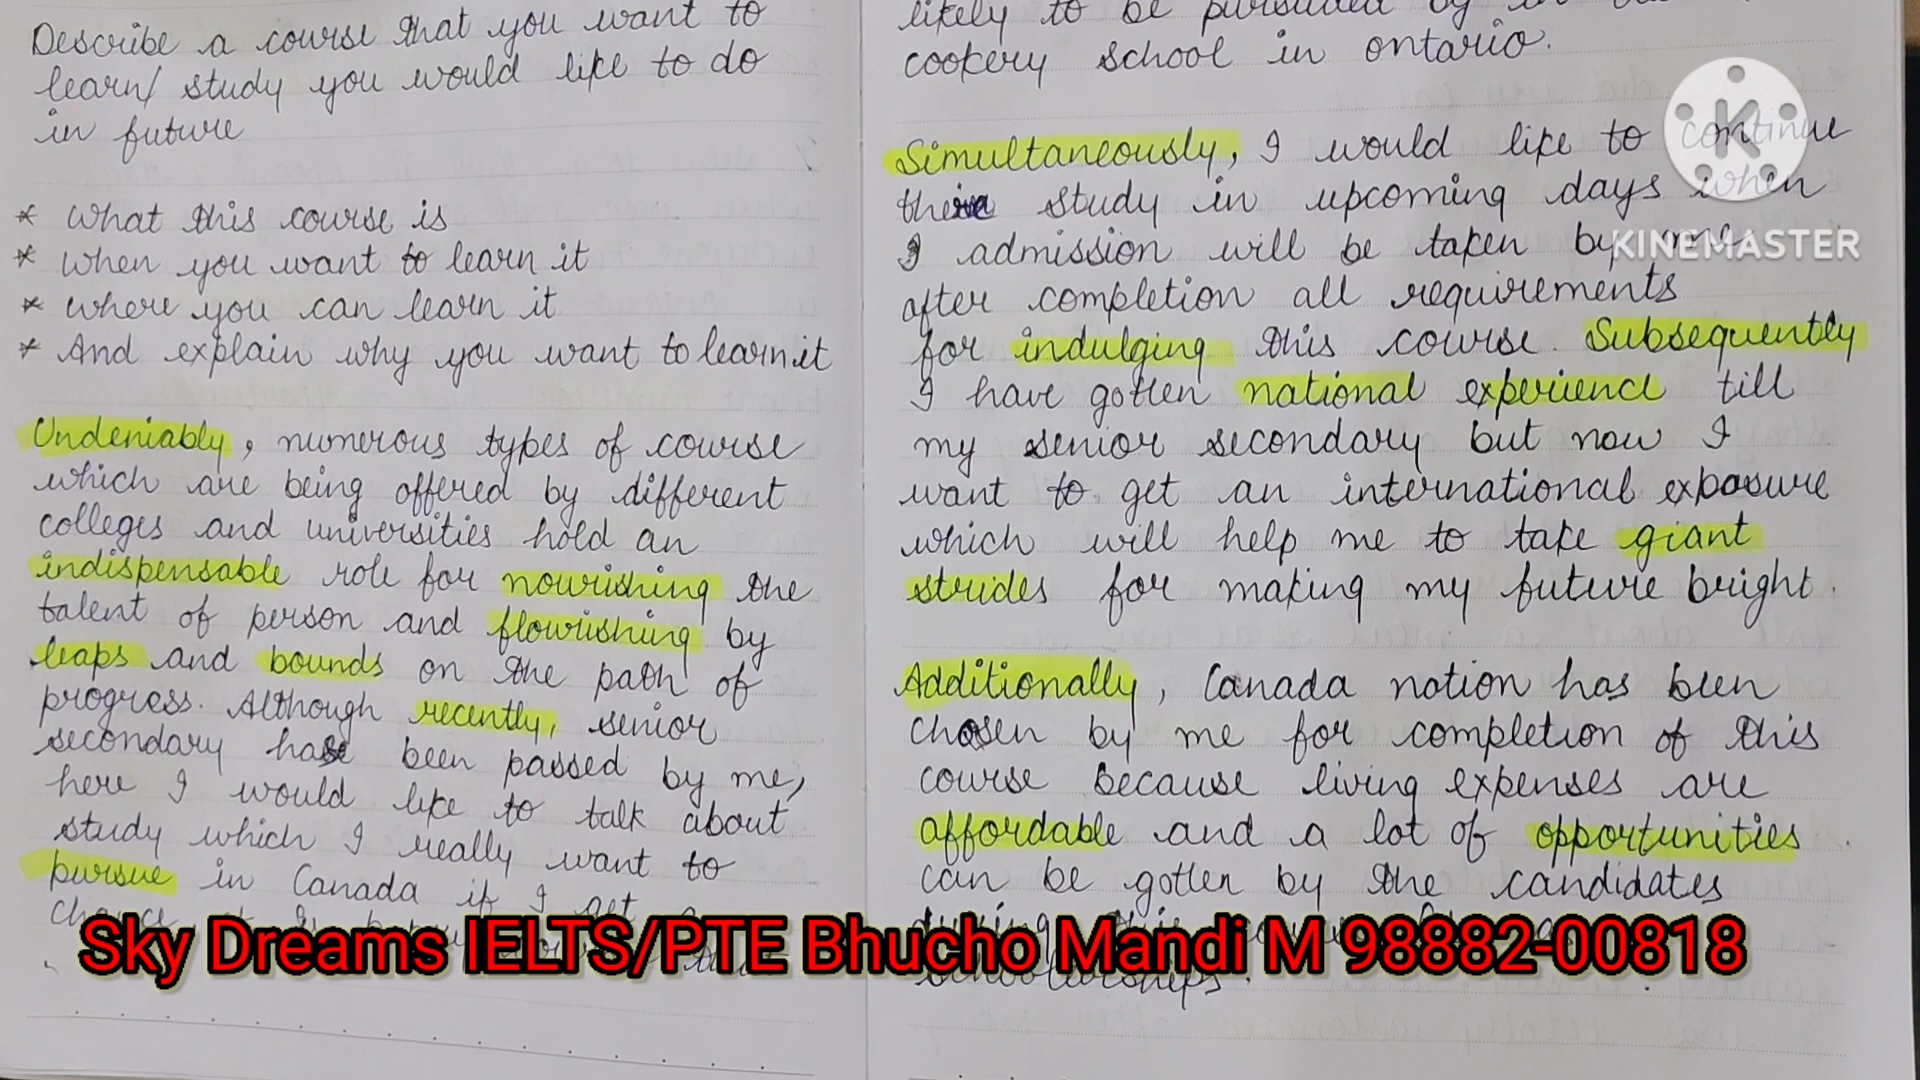 Describe a course that you want to
learn/ study you would like to do
in future
* What this course is
* When you want to learn it
* Where you can learn it
* And explain why you want to learn it
Undeniably, numerous types of course
which are being offered by different
colleges and universities hold an
indispensable role for nourishing the
talent of person and flourishing by
leaps and bounds on the path of
progress. Although recently, senior
secondary has been passed by me,
here I would like to talk about
study which I really want to
pursue in Canada if I get a
chance it is
likely to be pursued by in
cookery school in ontario.
Simultaneously, I would like to continue
study in upcoming days when
admission will be taken by me
after completion all requirements
for indulging this course. Subsequently
I have gotten national experience till
my senior secondary but now I
want to get an international exposure
which will help me to take giant
strides for making my future bright.
Additionally, Canada nation has been
chosen by me for completion of this
course because living expenses are
affordable and a lot of opportunities
can be gotten by the candidates
during this
scholarships.
K
KINEMASTER
Sky Dreams IELTS/PTE Bhucho Mandi M 98882-00818